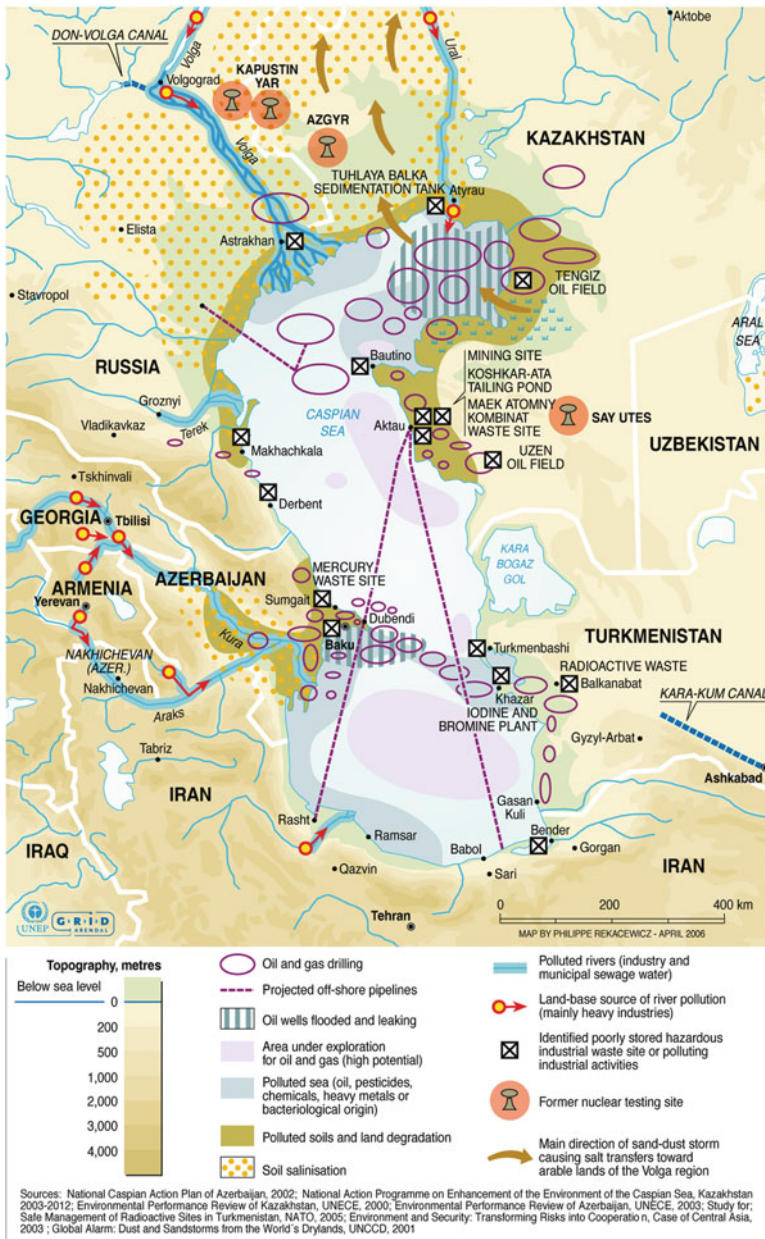 Aktobe
DON-VOLGA CANAL
Volga
Ural
Volgograd
KAPUSTIN
YAR
AZGYR
KAZAKHSTAN
Volga
TUHLAYA BALKA
SEDIMENTATION TANK
Atyrau
Elista
Astrakhan
Stavropol
TENGIZ
OIL FIELD
ARAL
SEA
RUSSIA
Bautino
MINING SITE
KOSHKAR-ATA
TAILING POND
MAEK ATOMNY
KOMBINAT
WASTE SITE
SAY UTES
Groznyi
CASPIAN
SEA
Vladikavkaz
Terek
Aktau
Makhachkala
UZEN
OIL FIELD
UZBEKISTAN
Tskhinvali
Derbent
GEORGIA
Tbilisi
KARA
BOGAZ
GOL
ARMENIA
AZERBAIJAN
MERCURY
WASTE SITE
Yerevan
Sumgait
Dubendi
Kura
Baku
TURKMENISTAN
NAKHICHEVAN
(AZER.)
Nakhichevan
Turkmenbashi
RADIOACTIVE WASTE
Balkanabat
Khazar
KARA-KUM CANAL
Araks
IODINE AND
BROMINE PLANT
Tabriz
Gyzyl-Arbat
Ashkabad
IRAN
Gasan
Kuli
Rasht
Bender
IRAQ
Ramsar
Babol
Gorgan
IRAN
Qazvin
Sari
Tehran
0 200 400 km
UNEP
G R I D
ARENDAL
MAP BY PHILIPPE REKACEWICZ - APRIL 2006
Topography, metres
Below sea level
0
200
500
1,000
2,000
3,000
4,000
Oil and gas drilling
Projected off-shore pipelines
Oil wells flooded and leaking
Area under exploration
for oil and gas (high potential)
Polluted sea (oil, pesticides,
chemicals, heavy metals or
bacteriological origin)
Polluted soils and land degradation
Soil salinisation
Polluted rivers (industry and
municipal sewage water)
Land-base source of river pollution
(mainly heavy industries)
Identified poorly stored hazardous
industrial waste site or polluting
industrial activities
Former nuclear testing site
Main direction of sand-dust storm
causing salt transfers toward
arable lands of the Volga region
Sources: National Caspian Action Plan of Azerbaijan, 2002; National Action Programme on Enhancement of the Environment of the Caspian Sea, Kazakhstan
2003-2012; Environmental Performance Review of Kazakhstan, UNECE, 2000; Environmental Performance Review of Azerbaijan, UNECE, 2003; Study for;
Safe Management of Radioactive Sites in Turkmenistan, NATO, 2005; Environment and Security: Transforming Risks into Cooperation, Case of Central Asia,
2003 ; Global Alarm: Dust and Sandstorms from the World´s Drylands, UNCCD, 2001